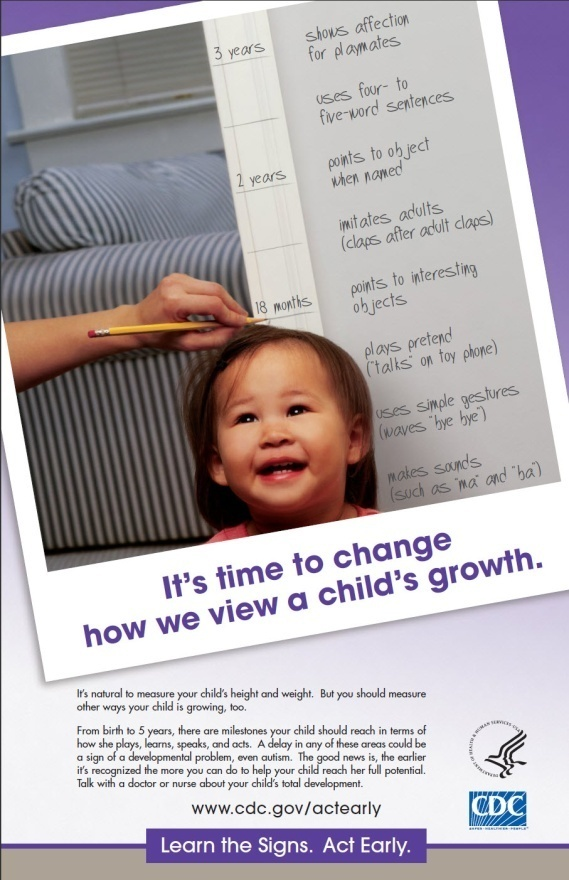 3 years
shows affection
for playmates
uses four- to
five-word sentences
2 years
points to object
when named
imitates adults
(claps after adult claps)
18 months
points to interesting
objects
plays pretend
("talks" on toy phone)
uses simple gestures
(waves "bye bye")
makes sounds
(such as "ma" and "ba")
It's time to change
how we view a child's growth.
It's natural to measure your child's height and weight. But you should measure
other ways your child is growing, too.
From birth to 5 years, there are milestones your child should reach in terms of
how she plays, learns, speaks, and acts. A delay in any of these areas could be
a sign of a developmental problem, even autism. The good news is, the earlier
it's recognized the more you can do to help your child reach her full potential.
Talk with a doctor or nurse about your child's total development.
www.cdc.gov/actearly
DEPARTMENT OF HEALTH & HUMAN SERVICES USA
CDC
SAFER • HEALTHIER • PEOPLE™
Learn the Signs. Act Early.